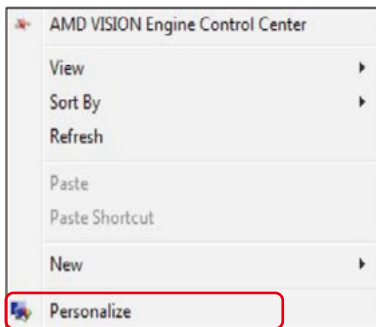 AMD VISION Engine Control Center
View
Sort By
Refresh
Paste
Paste Shortcut
New
Personalize